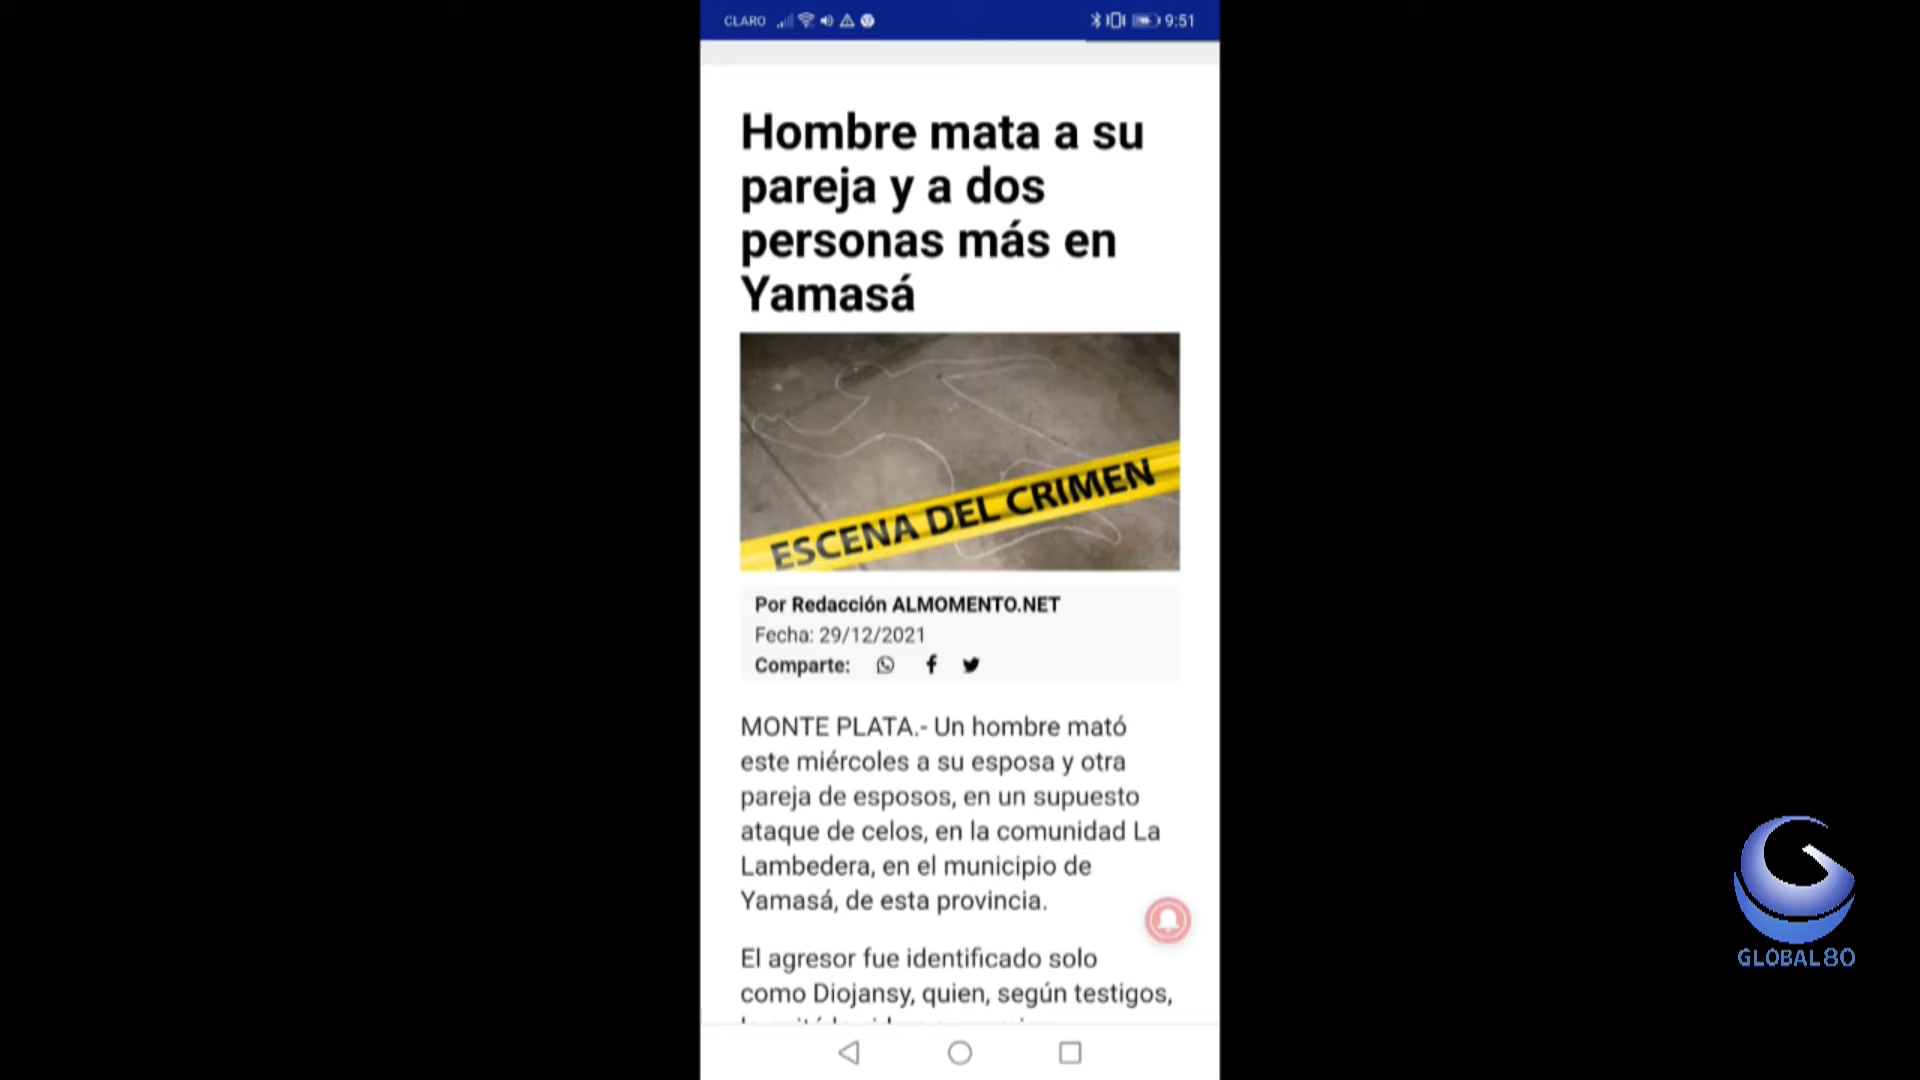 CLARO
9:51
Hombre mata a su
pareja y a dos
personas más en
Yamasá
ESCENA DEL CRIMEN
Por Redacción ALMOMENTO.NET
Fecha: 29/12/2021
Comparte:
MONTE PLATA.- Un hombre mató
este miércoles a su esposa y otra
pareja de esposos, en un supuesto
ataque de celos, en la comunidad La
Lambedera, en el municipio de
Yamasá, de esta provincia.
El agresor fue identificado solo
como Diojansy, quien, según testigos,
GLOBAL80